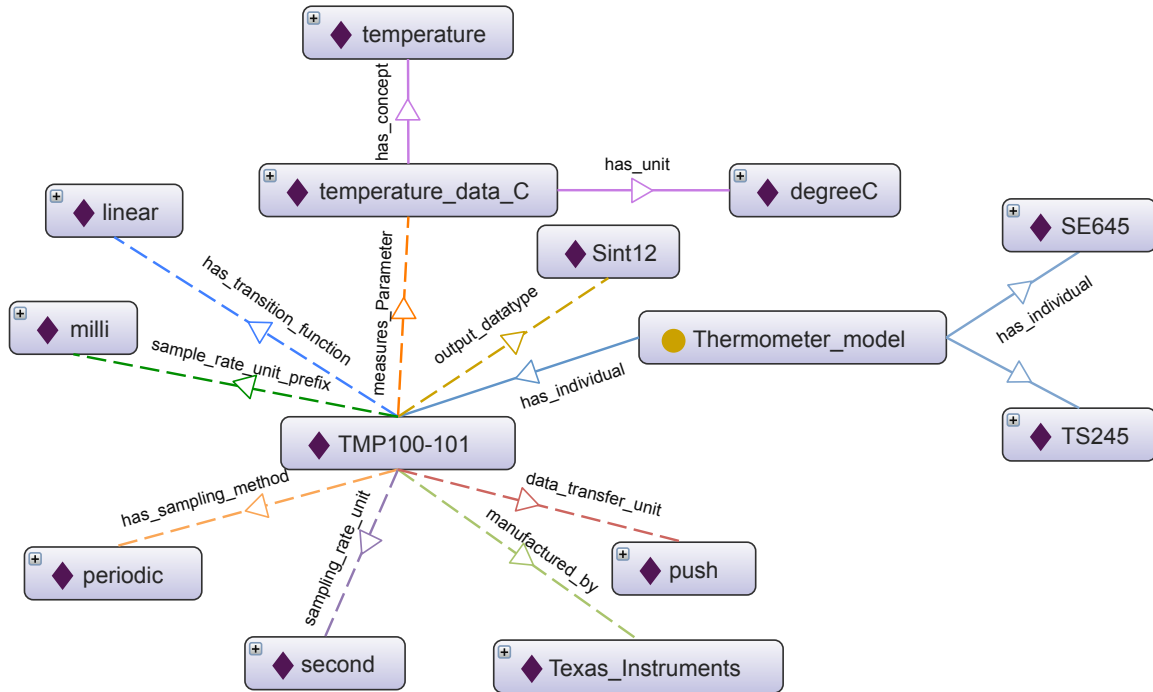 temperature
has_concept
has_unit
temperature_data_C
degreeC
linear
SE645
Sint12
has_transition_function
measures_Parameter
output_datatype
has_individual
milli
Thermometer_model
sample_rate_unit_prefix
has_individual
TMP100-101
TS245
has_sampling_method
data_transfer_unit
sampling_rate_unit
manufactured_by
periodic
push
second
Texas_Instruments